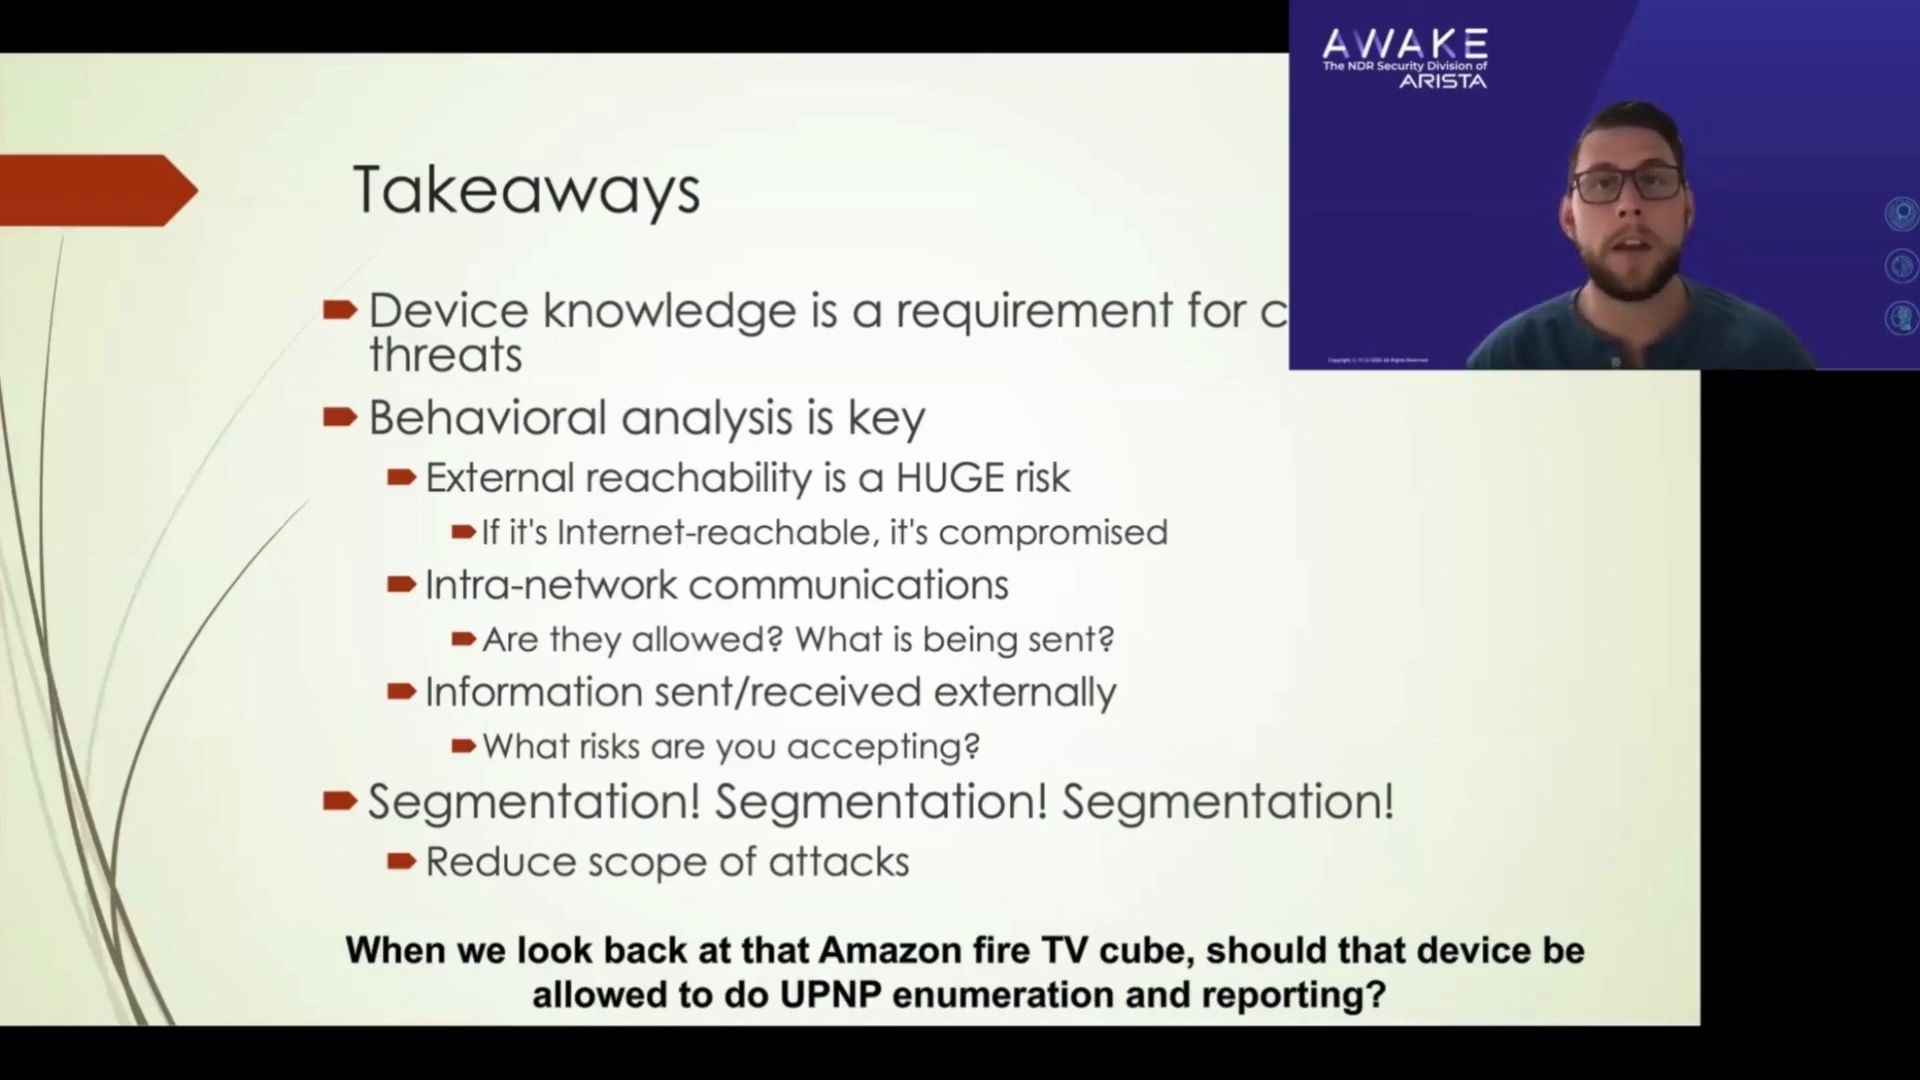 AWAKE
The NDR Security Division of
ARISTA
Takeaways
Device knowledge is a requirement for
threats
Behavioral analysis is key
External reachability is a HUGE risk
If it's Internet-reachable, it's compromised
Intra-network communications
Are they allowed? What is being sent?
Information sent/received externally
What risks are you accepting?
Segmentation! Segmentation! Segmentation!
Reduce scope of attacks
When we look back at that Amazon fire TV cube, should that device be
allowed to do UPNP enumeration and reporting?